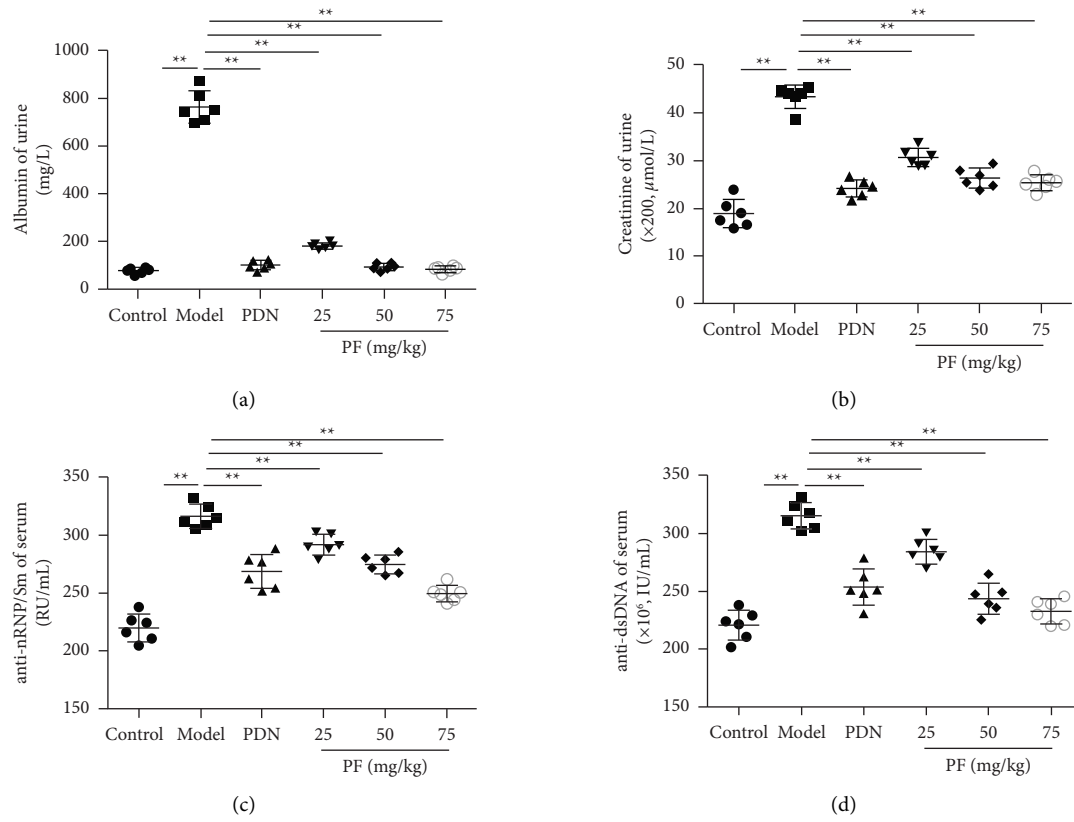 **
**
**
**
**
1000
800
600
400
200
0
Albumin of urine
(mg/L)
Control Model PDN 25 50 75
PF (mg/kg)
(a)
**
**
**
**
**
50
40
30
20
10
0
Creatinine of urine
(×200, μmol/L)
Control Model PDN 25 50 75
PF (mg/kg)
(b)
**
**
**
**
**
350
300
250
200
150
anti-nRNP/Sm of serum
(RU/mL)
Control Model PDN 25 50 75
PF (mg/kg)
(c)
**
**
**
**
**
350
300
250
200
150
anti-dsDNA of serum
(×10⁶, IU/mL)
Control Model PDN 25 50 75
PF (mg/kg)
(d)